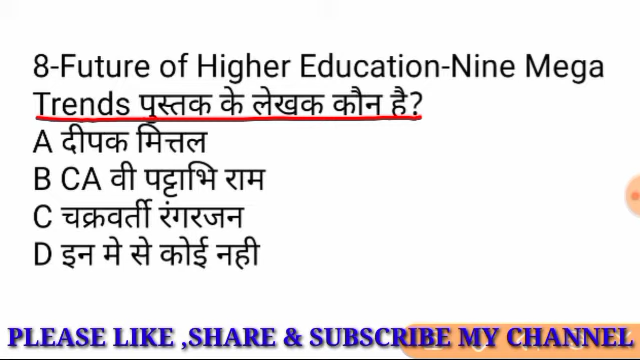 8-Future of Higher Education-Nine Mega
Trends पुस्तक के लेखक कौन है?
A दीपक मित्तल
B CA वी पट्टाभि राम
C चक्रवर्ती रंगरजन
D इन मे से कोई नही
PLEASE LIKE ,SHARE & SUBSCRIBE MY CHANNEL